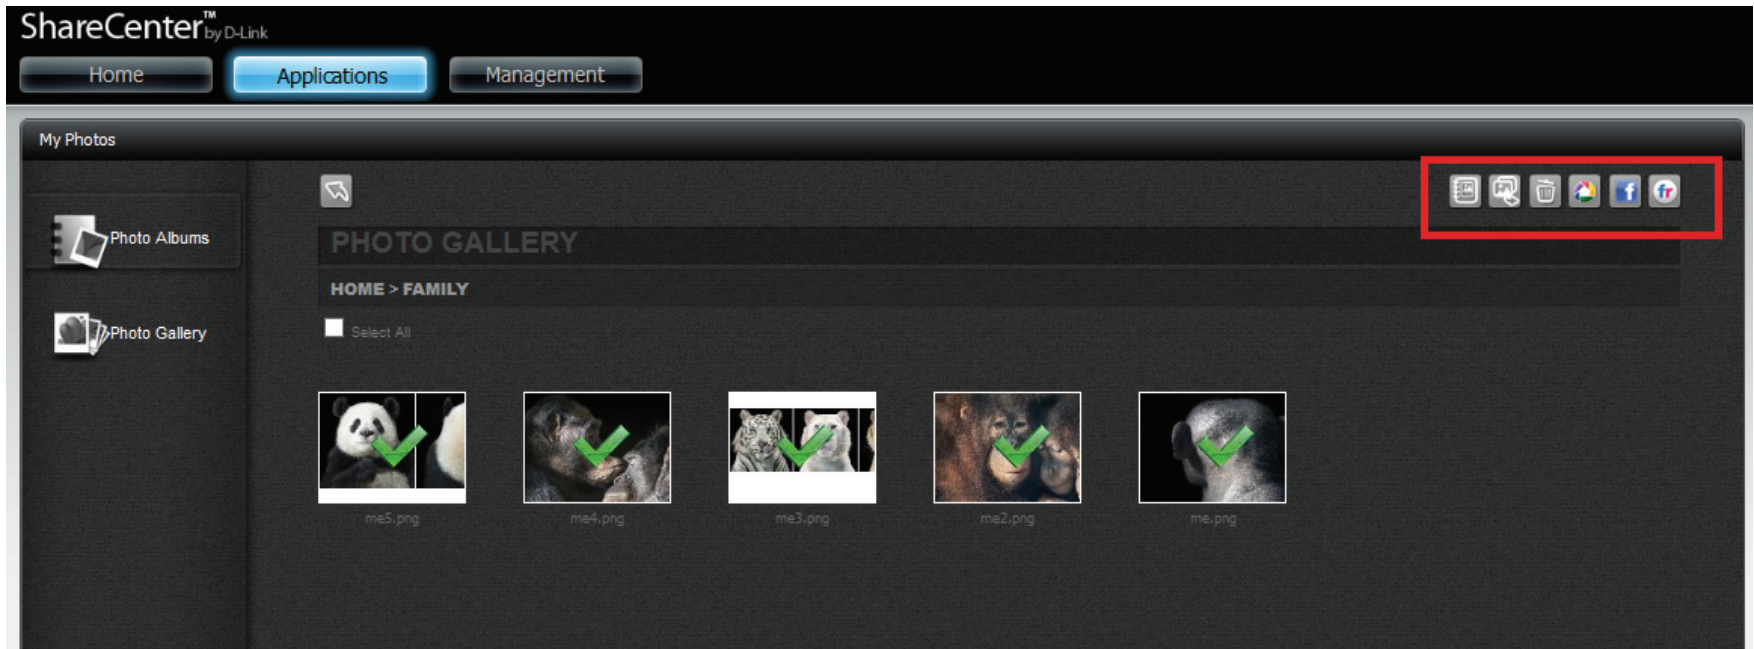 ShareCenter™ by D-Link
Home Applications Management
My Photos
Photo Albums
Photo Gallery
f fr
PHOTO GALLERY
HOME > FAMILY
Select All
me5.png me4.png me3.png me2.png me.png